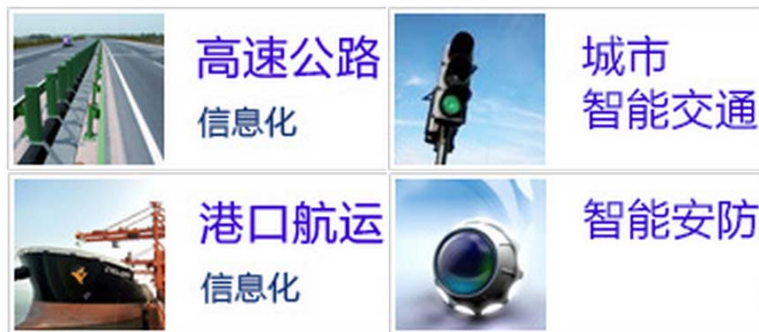 高速公路
信息化
城市
智能交通
港口航运
信息化
智能安防